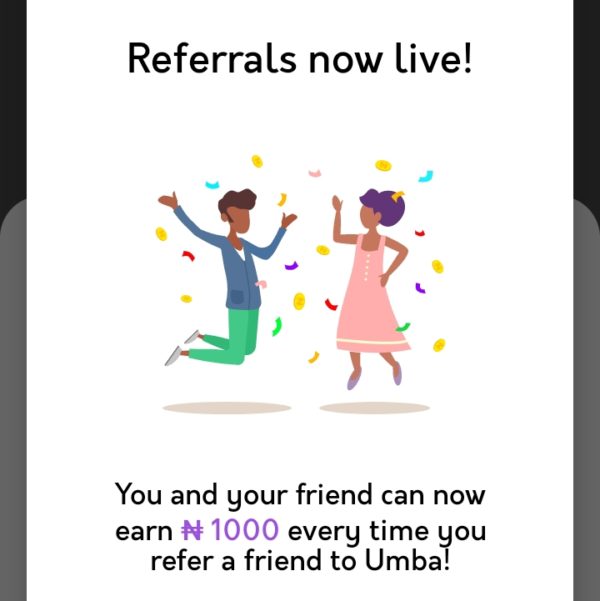 Referrals now live!
You and your friend can now
earn ₦ 1000 every time you
refer a friend to Umba!